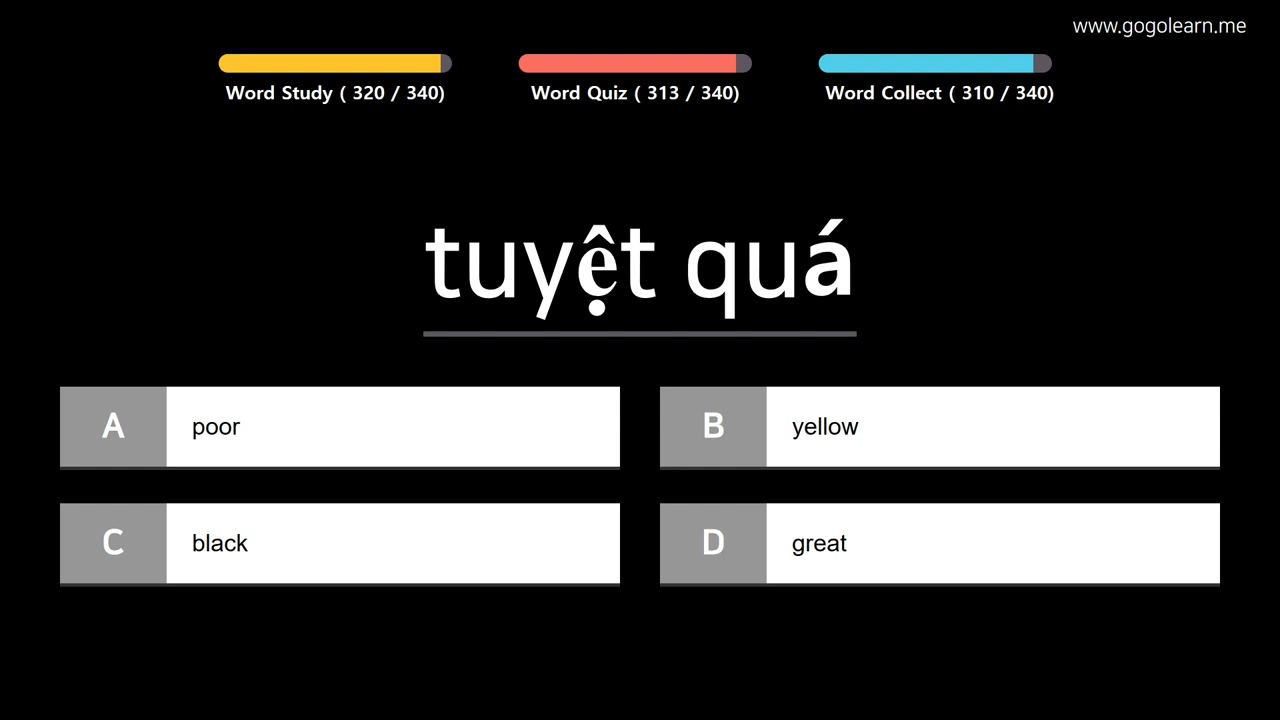 www.gogolearn.me
Word Study ( 320 / 340)
Word Quiz ( 313 / 340)
Word Collect ( 310 / 340)
tuyệt quá
A poor
B yellow
C black
D great